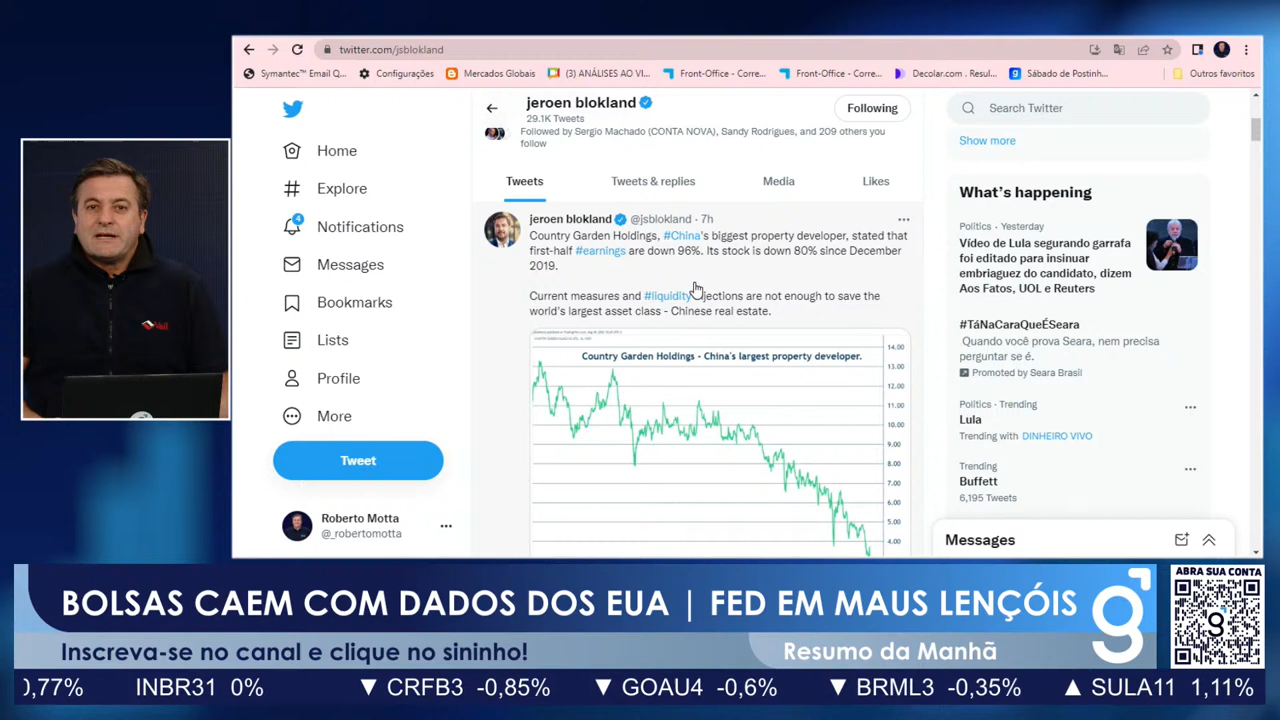 twitter.com/jsblokland
Symantec™ Email Q...
Configurações
Mercados Globais
(3) ANÁLISES AO VI...
Front-Office - Corre...
Front-Office - Corre...
Decolar.com . Resul...
Sábado de Postinh...
Outros favoritos
jeroen blokland
29.1K Tweets
Followed by Sergio Machado (CONTA NOVA), Sandy Rodrigues, and 209 others you
follow
Following
Tweets
Tweets & replies
Media
Likes
Home
Explore
4
Notifications
Messages
Bookmarks
Lists
Profile
More
Tweet
Roberto Motta
@_robertomotta
jeroen blokland @jsblokland · 7h
Country Garden Holdings, #China's biggest property developer, stated that
first-half #earnings are down 96%. Its stock is down 80% since December
2019.
Current measures and #liquidity injections are not enough to save the
world's largest asset class - Chinese real estate.
Country Garden Holdings - China's largest property developer.
14.00
13.00
12.00
11.00
10.00
9.00
8.00
7.00
6.00
5.00
4.00
Search Twitter
Show more
What's happening
Politics · Yesterday
Vídeo de Lula segurando garrafa
foi editado para insinuar
embriaguez do candidato, dizem
Aos Fatos, UOL e Reuters
#TáNaCaraQueÉSeara
Quando você prova Seara, nem precisa
perguntar se é.
Promoted by Seara Brasil
Politics · Trending
Lula
Trending with DINHEIRO VIVO
Trending
Buffett
6,195 Tweets
Messages
BOLSAS CAEM COM DADOS DOS EUA | FED EM MAUS LENÇÓIS
Inscreva-se no canal e clique no sininho!
Resumo da Manhã
g
ABRA SUA CONTA
0,77% INBR31 0% ▼ CRFB3 -0,85% ▼ GOAU4 -0,6% ▼ BRML3 -0,35% ▲ SULA11 1,11%